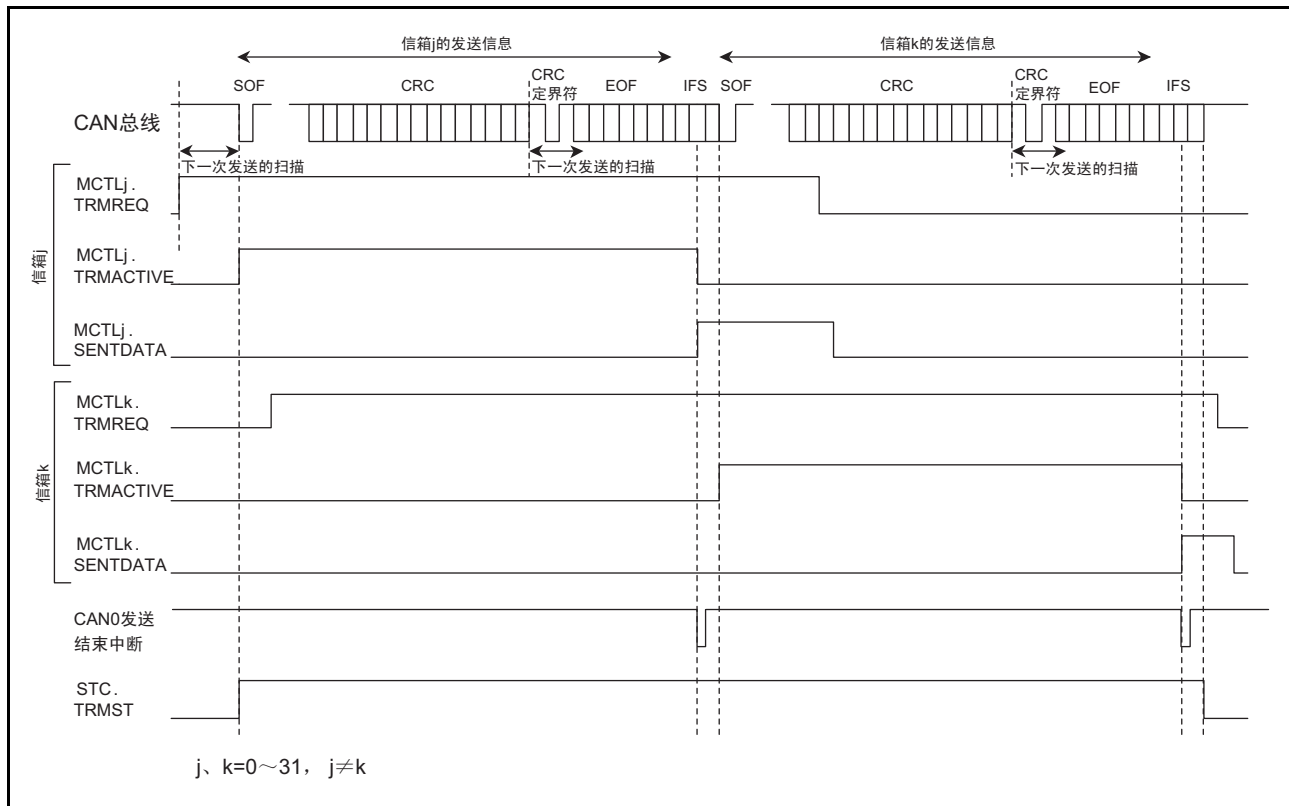 信箱j的发送信息
信箱k的发送信息
SOF
CRC
CRC
定界符
EOF
IFS
SOF
CRC
CRC
定界符
EOF
IFS
CAN总线
下一次发送的扫描
下一次发送的扫描
下一次发送的扫描
信箱j
MCTLj.
TRMREQ
MCTLj.
TRMACTIVE
MCTLj.
SENTDATA
信箱k
MCTLk.
TRMREQ
MCTLk.
TRMACTIVE
MCTLk.
SENTDATA
CAN0发送
结束中断
STC.
TRMST
j、k=0～31， j≠k